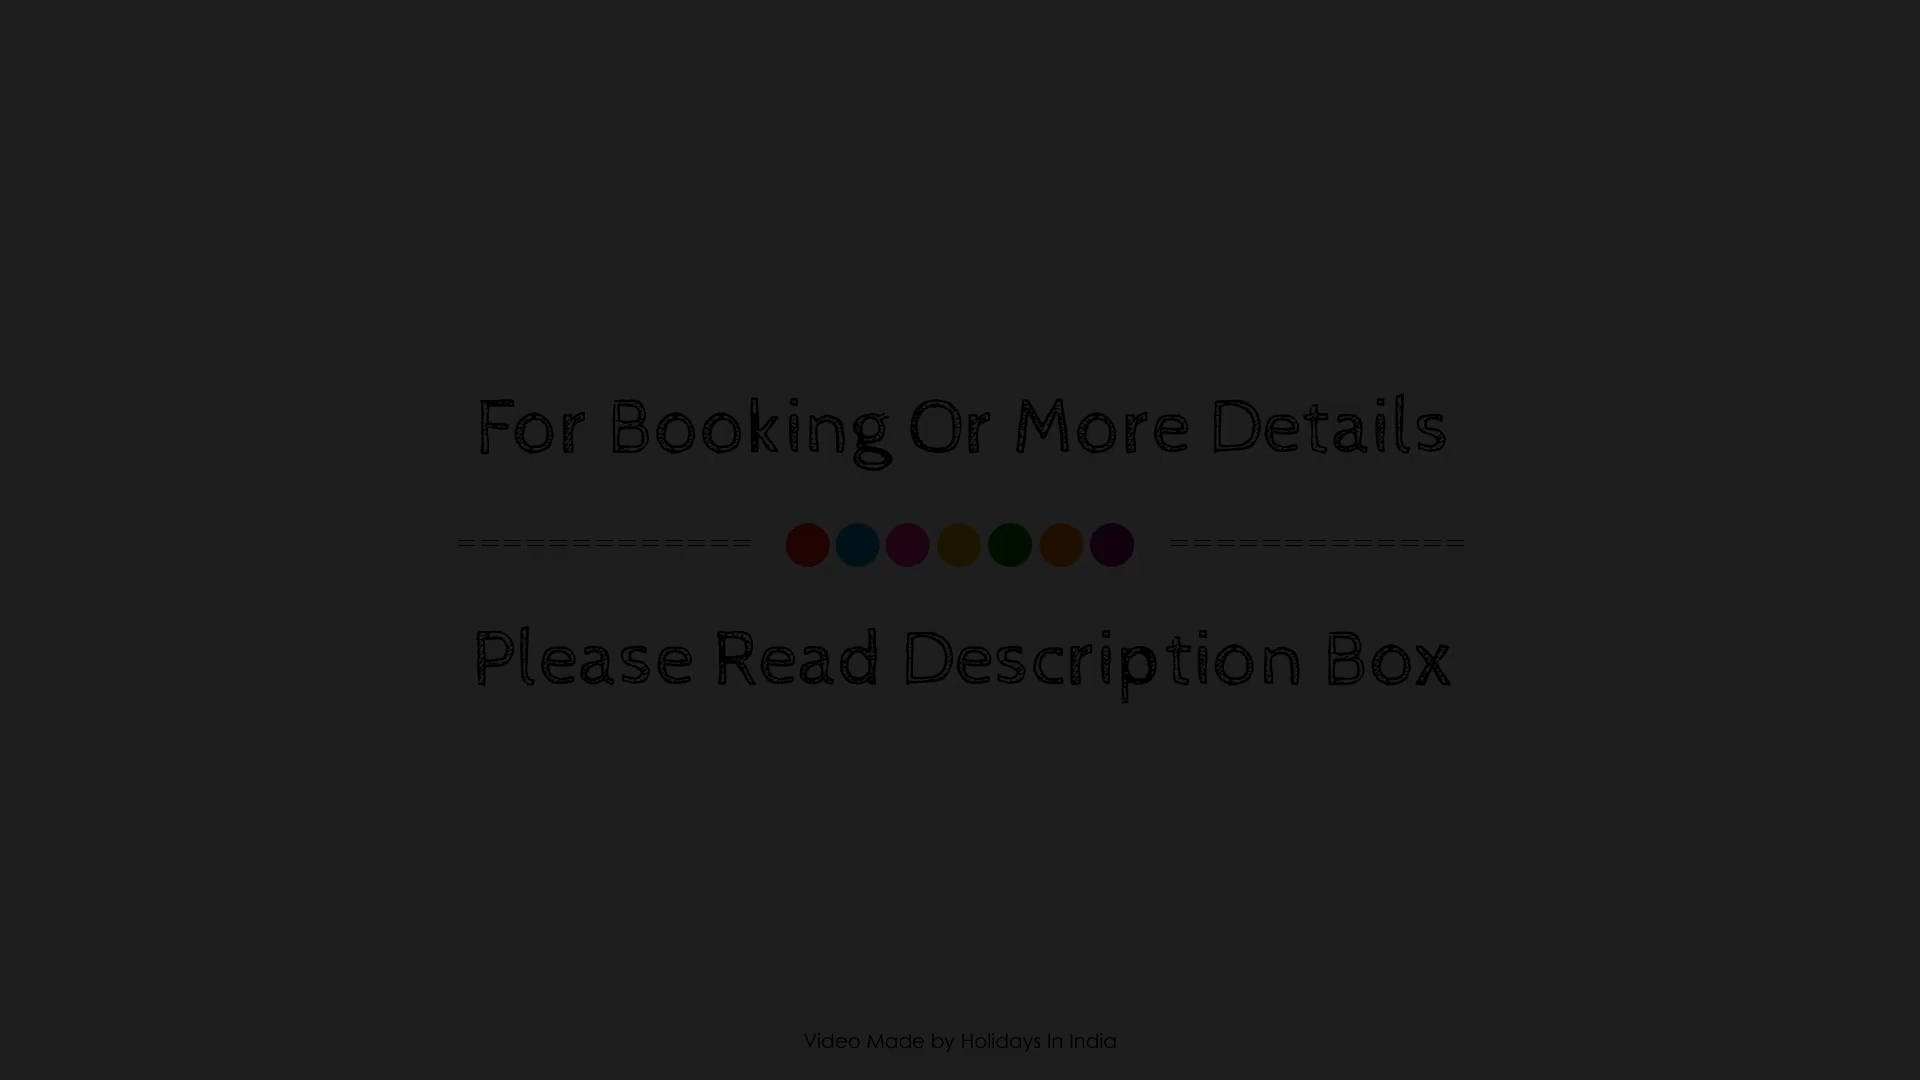 For Booking Or More Details
============= =============
Please Read Description Box
Video Made by Holidays In India